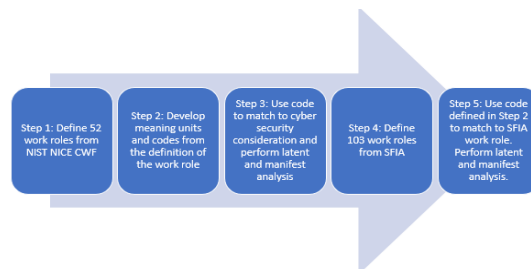 Step 1: Define 52
work roles from
NIST NICE CWF
Step 2: Develop
meaning units
and codes from
the definition of
the work role
Step 3: Use code
to match to cyber
security
consideration and
perform latent
and manifest
analysis
Step 4: Define
103 work roles
from SFIA
Step 5: Use code
defined in Step 2
to match to SFIA
work role.
Perform latent
and manifest
analysis.